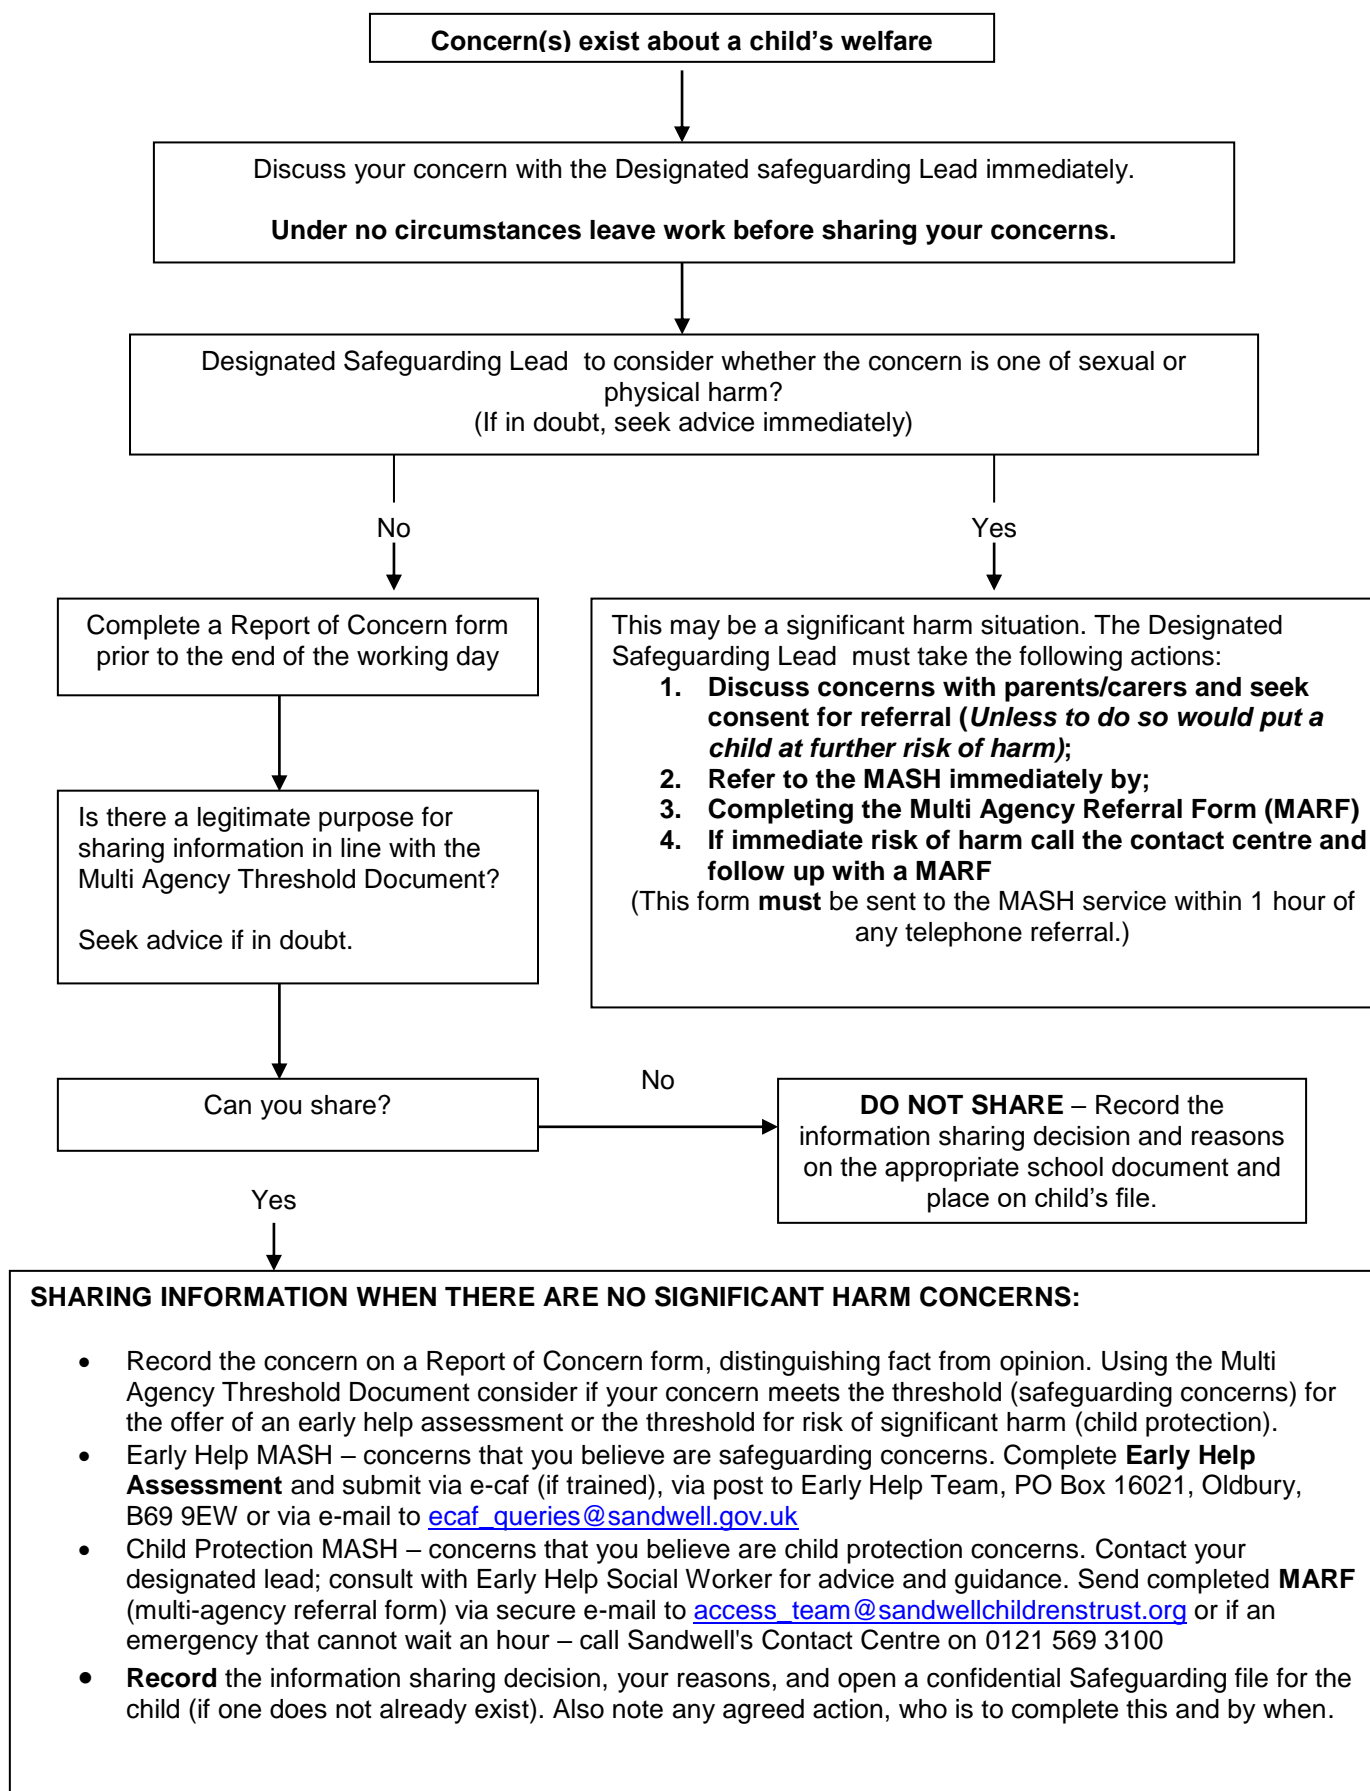 Concern(s) exist about a child's welfare
Discuss your concern with the Designated safeguarding Lead immediately.
Under no circumstances leave work before sharing your concerns.
Designated Safeguarding Lead  to consider whether the concern is one of sexual or
physical harm?
(If in doubt, seek advice immediately)
No
Yes
Complete a Report of Concern form
prior to the end of the working day
This may be a significant harm situation. The Designated
Safeguarding Lead  must take the following actions:
1. Discuss concerns with parents/carers and seek
consent for referral (Unless to do so would put a
child at further risk of harm);
2. Refer to the MASH immediately by;
3. Completing the Multi Agency Referral Form (MARF)
4. If immediate risk of harm call the contact centre and
follow up with a MARF
(This form must be sent to the MASH service within 1 hour of
any telephone referral.)
Is there a legitimate purpose for
sharing information in line with the
Multi Agency Threshold Document?
Seek advice if in doubt.
Can you share?
No
DO NOT SHARE – Record the
information sharing decision and reasons
on the appropriate school document and
place on child's file.
Yes
SHARING INFORMATION WHEN THERE ARE NO SIGNIFICANT HARM CONCERNS:
• Record the concern on a Report of Concern form, distinguishing fact from opinion. Using the Multi
Agency Threshold Document consider if your concern meets the threshold (safeguarding concerns) for
the offer of an early help assessment or the threshold for risk of significant harm (child protection).
• Early Help MASH – concerns that you believe are safeguarding concerns. Complete Early Help
Assessment and submit via e-caf (if trained), via post to Early Help Team, PO Box 16021, Oldbury,
B69 9EW or via e-mail to ecaf_queries@sandwell.gov.uk
• Child Protection MASH – concerns that you believe are child protection concerns. Contact your
designated lead; consult with Early Help Social Worker for advice and guidance. Send completed MARF
(multi-agency referral form) via secure e-mail to access_team@sandwellchildrenstrust.org or if an
emergency that cannot wait an hour – call Sandwell's Contact Centre on 0121 569 3100
• Record the information sharing decision, your reasons, and open a confidential Safeguarding file for the
child (if one does not already exist). Also note any agreed action, who is to complete this and by when.